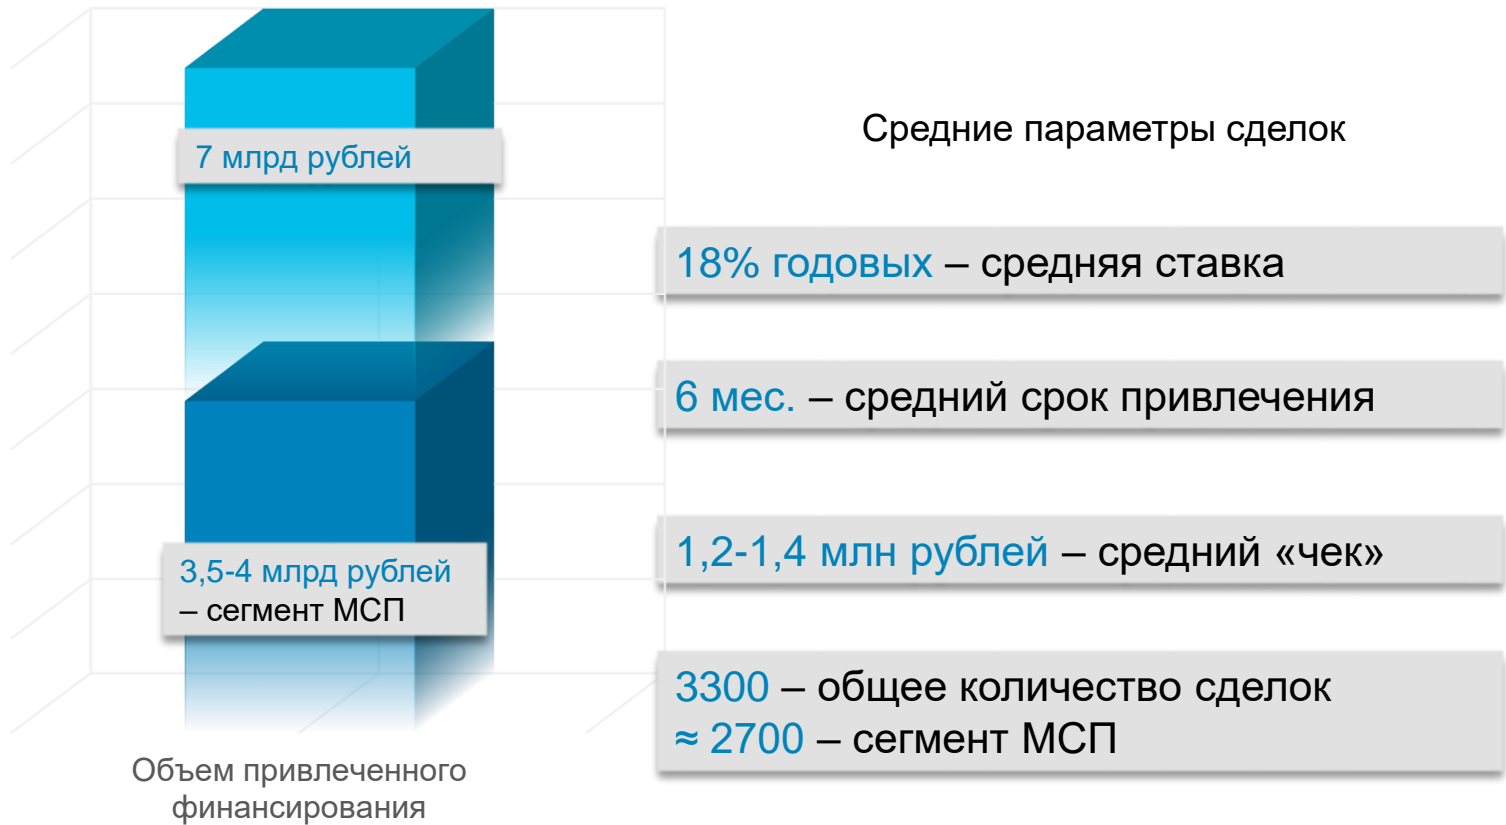 7 млрд рублей
3,5-4 млрд рублей
– сегмент МСП
Объем привлеченного
финансирования
Средние параметры сделок
18% годовых – средняя ставка
6 мес. – средний срок привлечения
1,2-1,4 млн рублей – средний «чек»
3300 – общее количество сделок
≈ 2700 – сегмент МСП